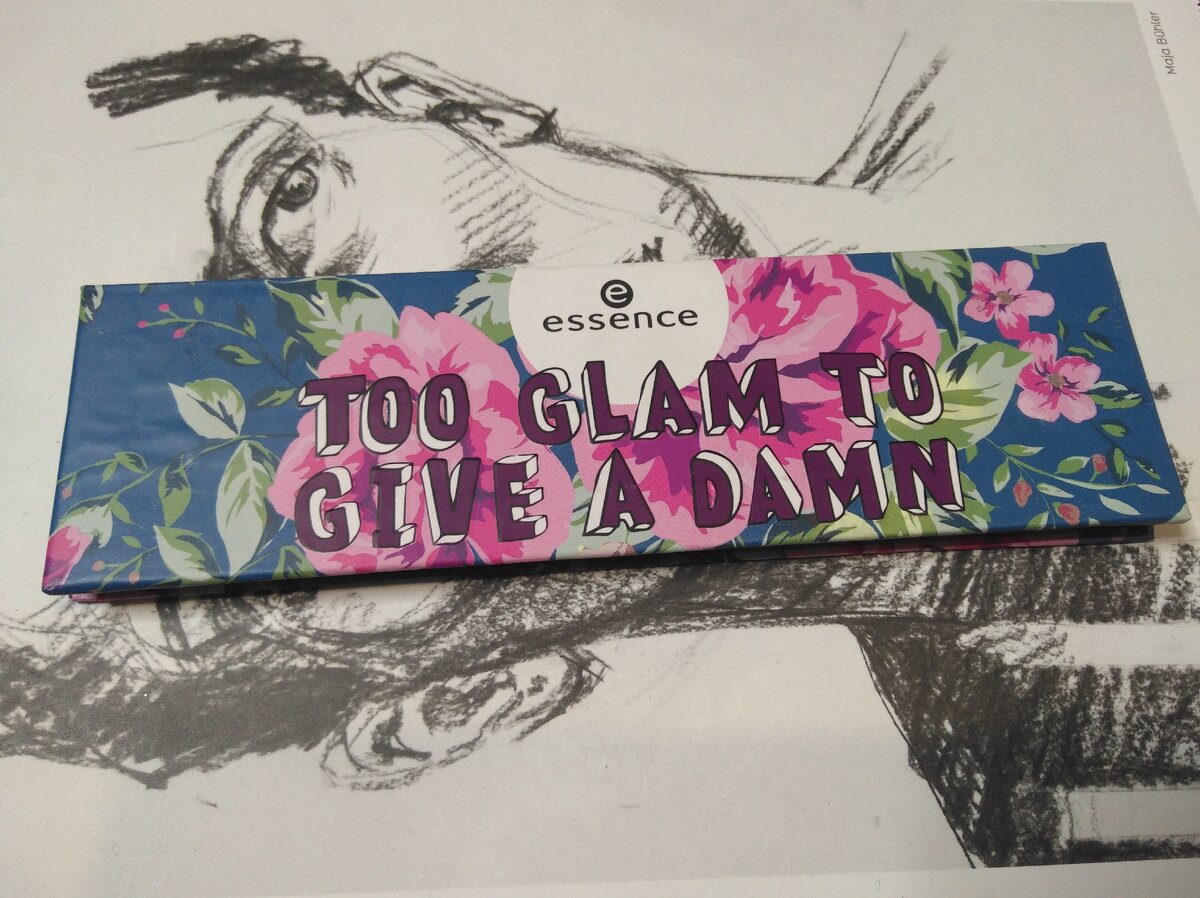 e
essence
TOO GLAM TO
GIVE A DAMN
Maja Bühler